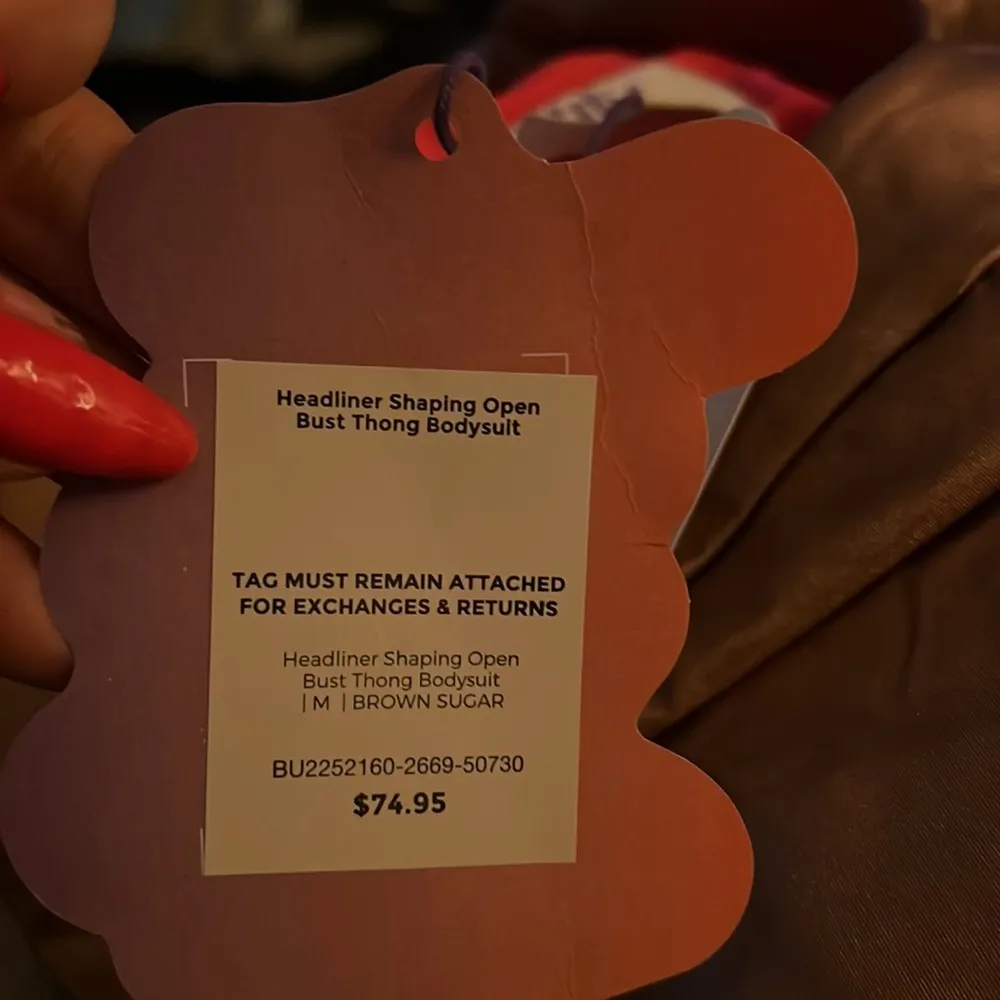 Headliner Shaping Open
Bust Thong Bodysuit
TAG MUST REMAIN ATTACHED
FOR EXCHANGES & RETURNS
Headliner Shaping Open
Bust Thong Bodysuit
| M | BROWN SUGAR
BU2252160-2669-50730
$74.95